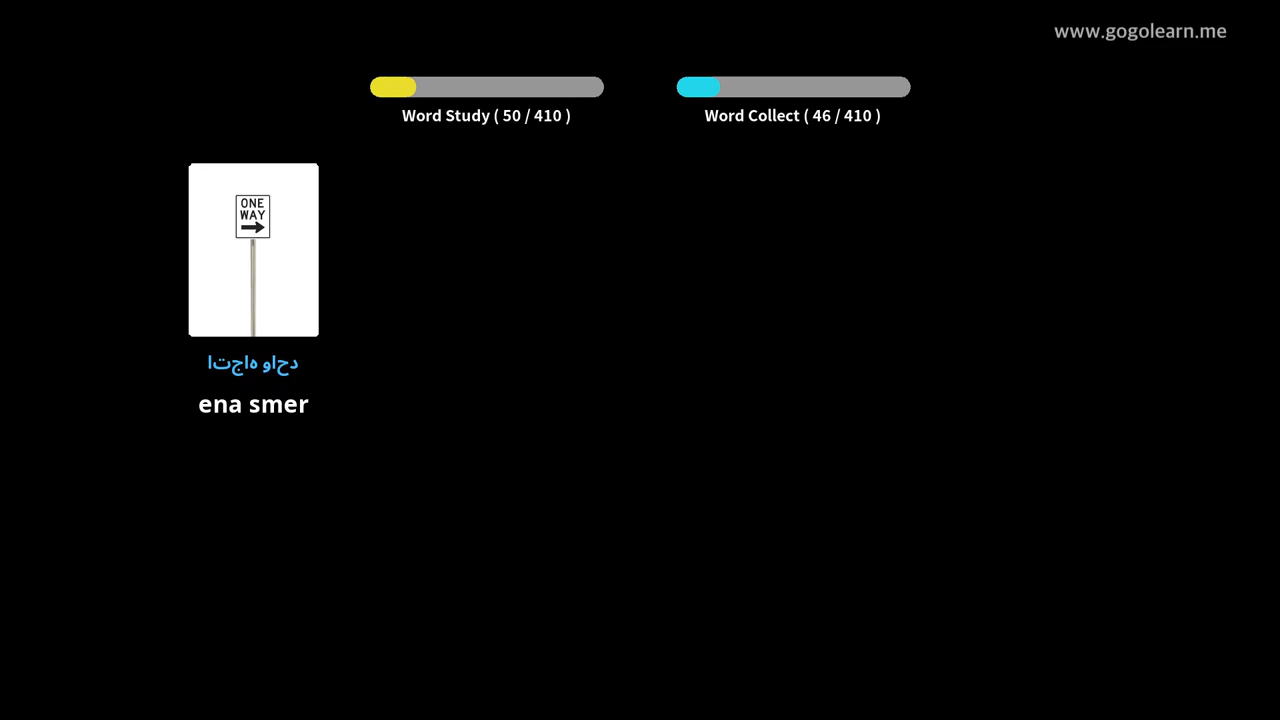 www.gogolearn.me
Word Study ( 50 / 410 )
Word Collect ( 46 / 410 )
ONE
WAY
دحاو هاجتا
ena smer